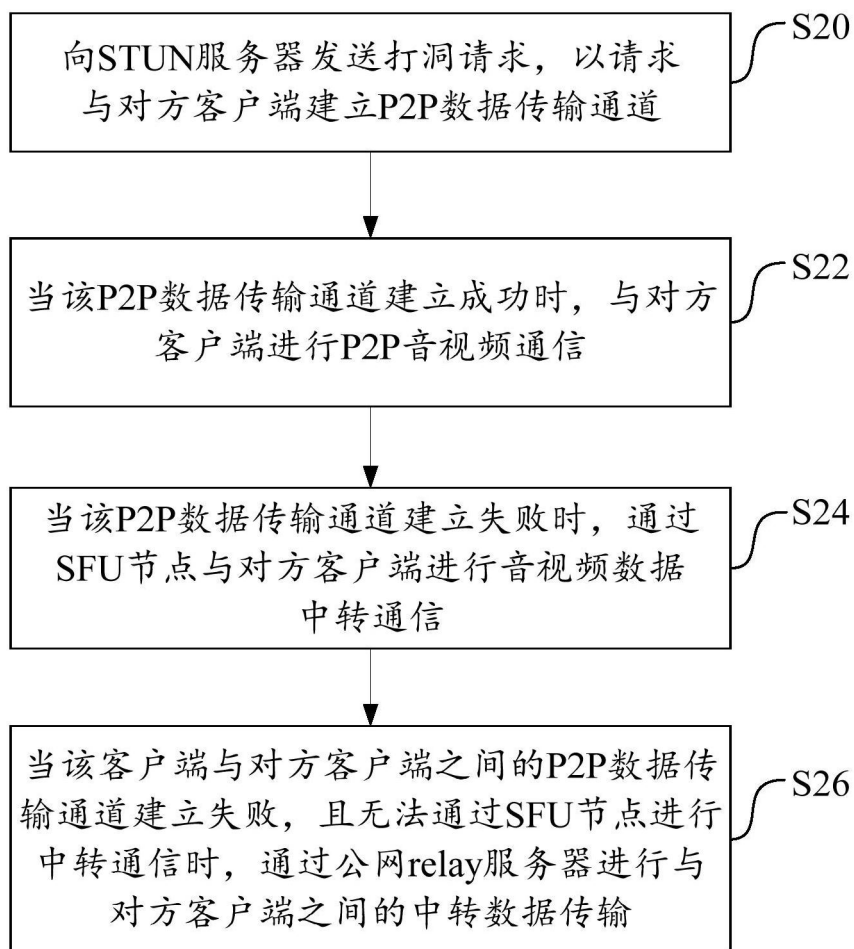 向STUN服务器发送打洞请求，以请求
与对方客户端建立P2P数据传输通道
S20
当该P2P数据传输通道建立成功时，与对方
客户端进行P2P音视频通信
S22
当该P2P数据传输通道建立失败时，通过
SFU节点与对方客户端进行音视频数据
中转通信
S24
当该客户端与对方客户端之间的P2P数据传
输通道建立失败，且无法通过SFU节点进行
中转通信时，通过公网relay服务器进行与
对方客户端之间的中转数据传输
S26